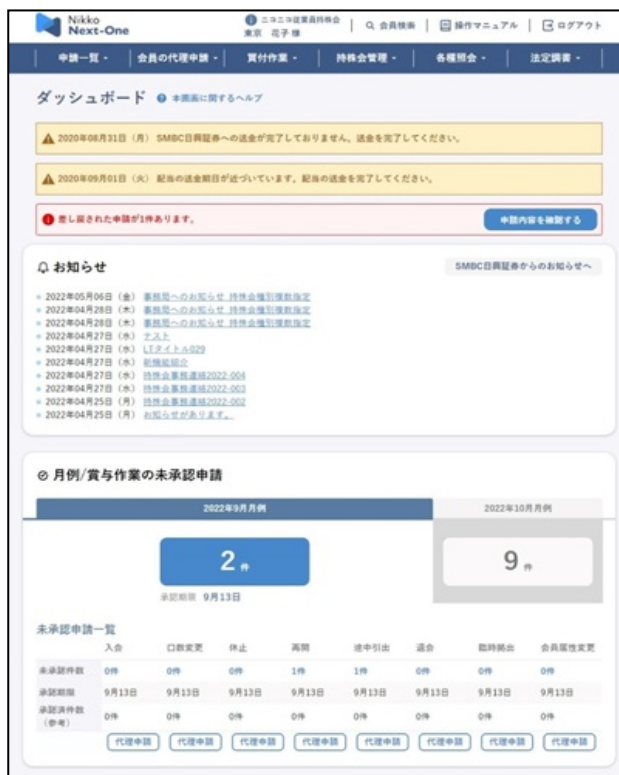 Nikko
Next-One
ニコニコ従業員持株会
東京 花子 様
会員検索
操作マニュアル
ログアウト
申請一覧
会員の代理申請
買付作業
持株会管理
各種照会
法定調書
ダッシュボード
本画面に関するヘルプ
2020年08月31日（月） SMBC日興証券への送金が完了しておりません。送金を完了してください。
2020年09月01日（火） 配当の送金期日が近づいています。配当の送金を完了してください。
差し戻された申請が1件あります。
申請内容を確認する
お知らせ
SMBC日興証券からのお知らせへ
2022年05月06日（金） 事務局へのお知らせ_持株会種別複数指定
2022年04月28日（木） 事務局へのお知らせ_持株会種別複数指定
2022年04月28日（木） 事務局へのお知らせ_持株会種別複数指定
2022年04月27日（水） テスト
2022年04月27日（水） LTタイトル029
2022年04月27日（水） 新機能紹介
2022年04月27日（水） 持株会事務連絡2022-004
2022年04月27日（水） 持株会事務連絡2022-003
2022年04月25日（月） 持株会事務連絡2022-002
2022年04月25日（月） お知らせがあります。
月例/賞与作業の未承認申請
2022年9月月例
2022年10月月例
2 件
9 件
承認期限 9月13日
未承認申請一覧
入会 口数変更 休止 再開 途中引出 退会 臨時拠出 会員属性変更
未承認件数 0件 0件 0件 1件 1件 0件 0件 0件
承認期限 9月13日 9月13日 9月13日 9月13日 9月13日 9月13日 9月13日 9月13日
承認済件数
（参考） 0件 0件 0件 0件 0件 0件 0件 0件
代理申請 代理申請 代理申請 代理申請 代理申請 代理申請 代理申請 代理申請